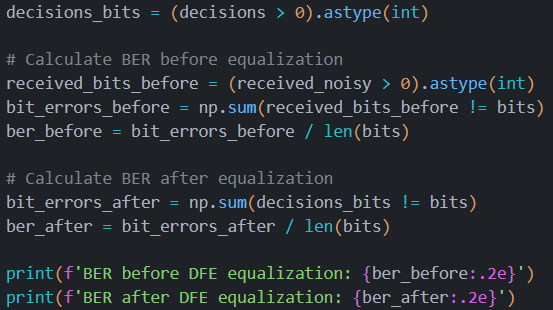 decisions_bits = (decisions > 0).astype(int)
# Calculate BER before equalization
received_bits_before = (received_noisy > 0).astype(int)
bit_errors_before = np.sum(received_bits_before != bits)
ber_before = bit_errors_before / len(bits)
# Calculate BER after equalization
bit_errors_after = np.sum(decisions_bits != bits)
ber_after = bit_errors_after / len(bits)
print(f'BER before DFE equalization: {ber_before:.2e}')
print(f'BER after DFE equalization: {ber_after:.2e}')